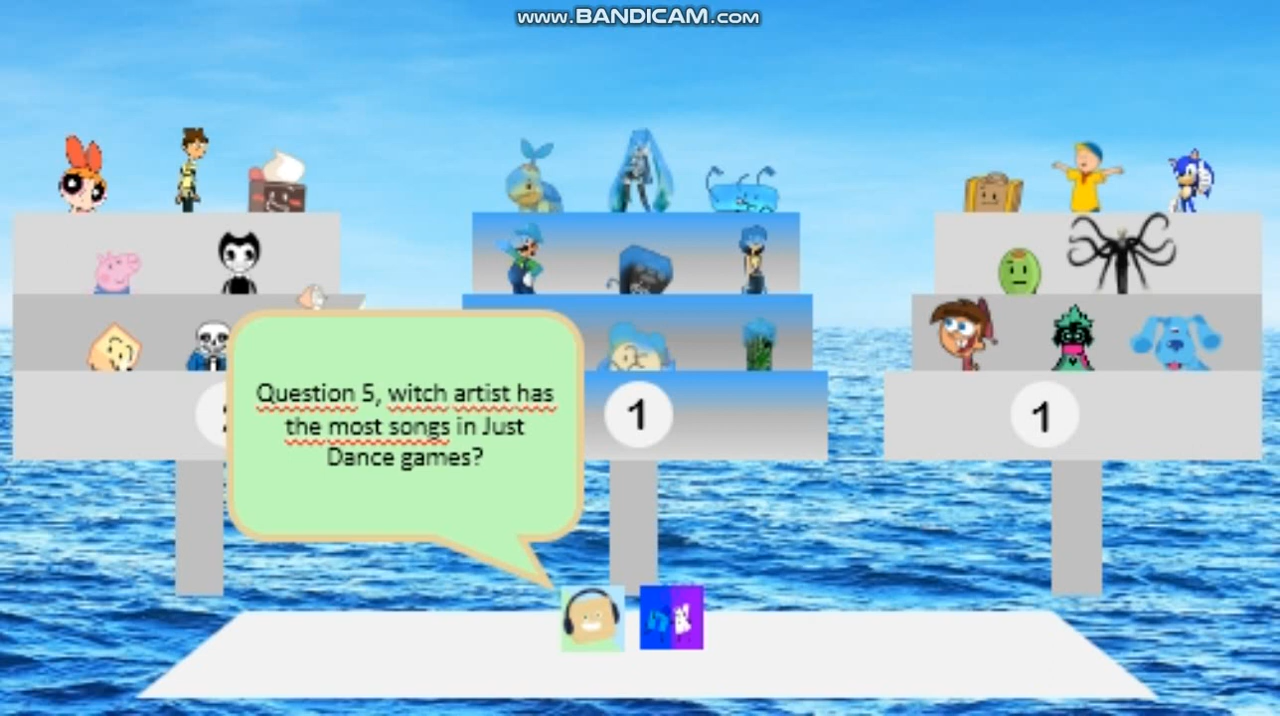 www.BANDICAM.com
Question 5, witch artist has
the most songs in Just
Dance games?
1
1